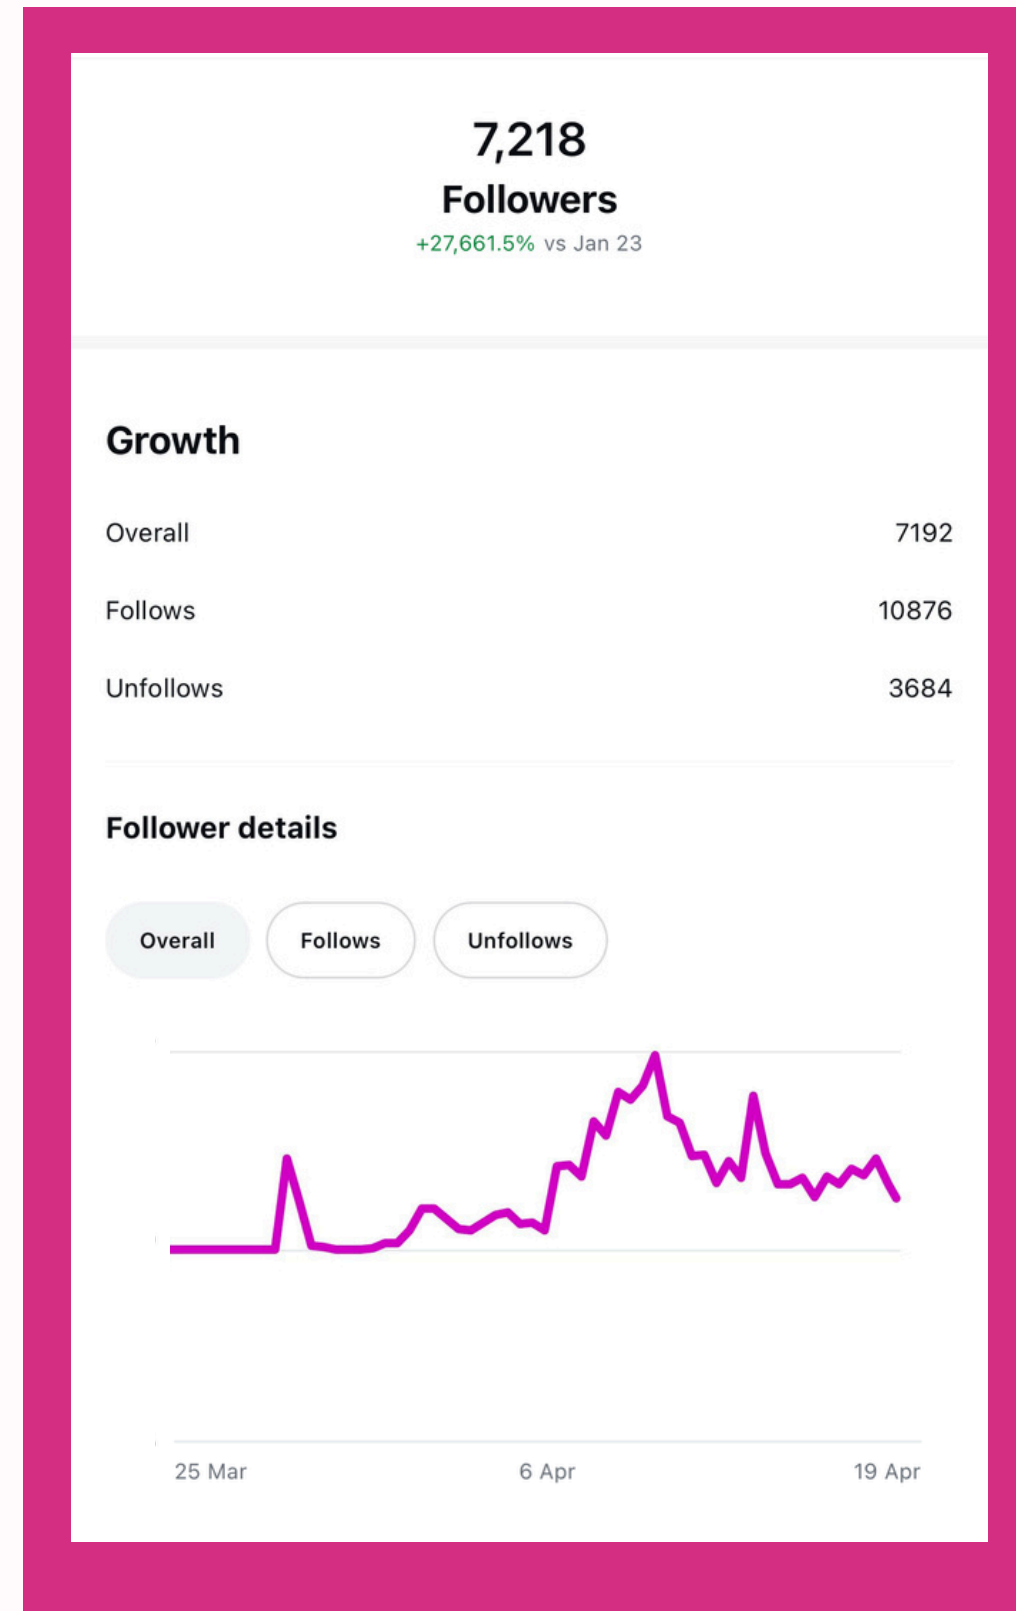 7,218
Followers
+27,661.5% vs Jan 23
Growth
Overall 7192
Follows 10876
Unfollows 3684
Follower details
Overall Follows Unfollows
25 Mar 6 Apr 19 Apr